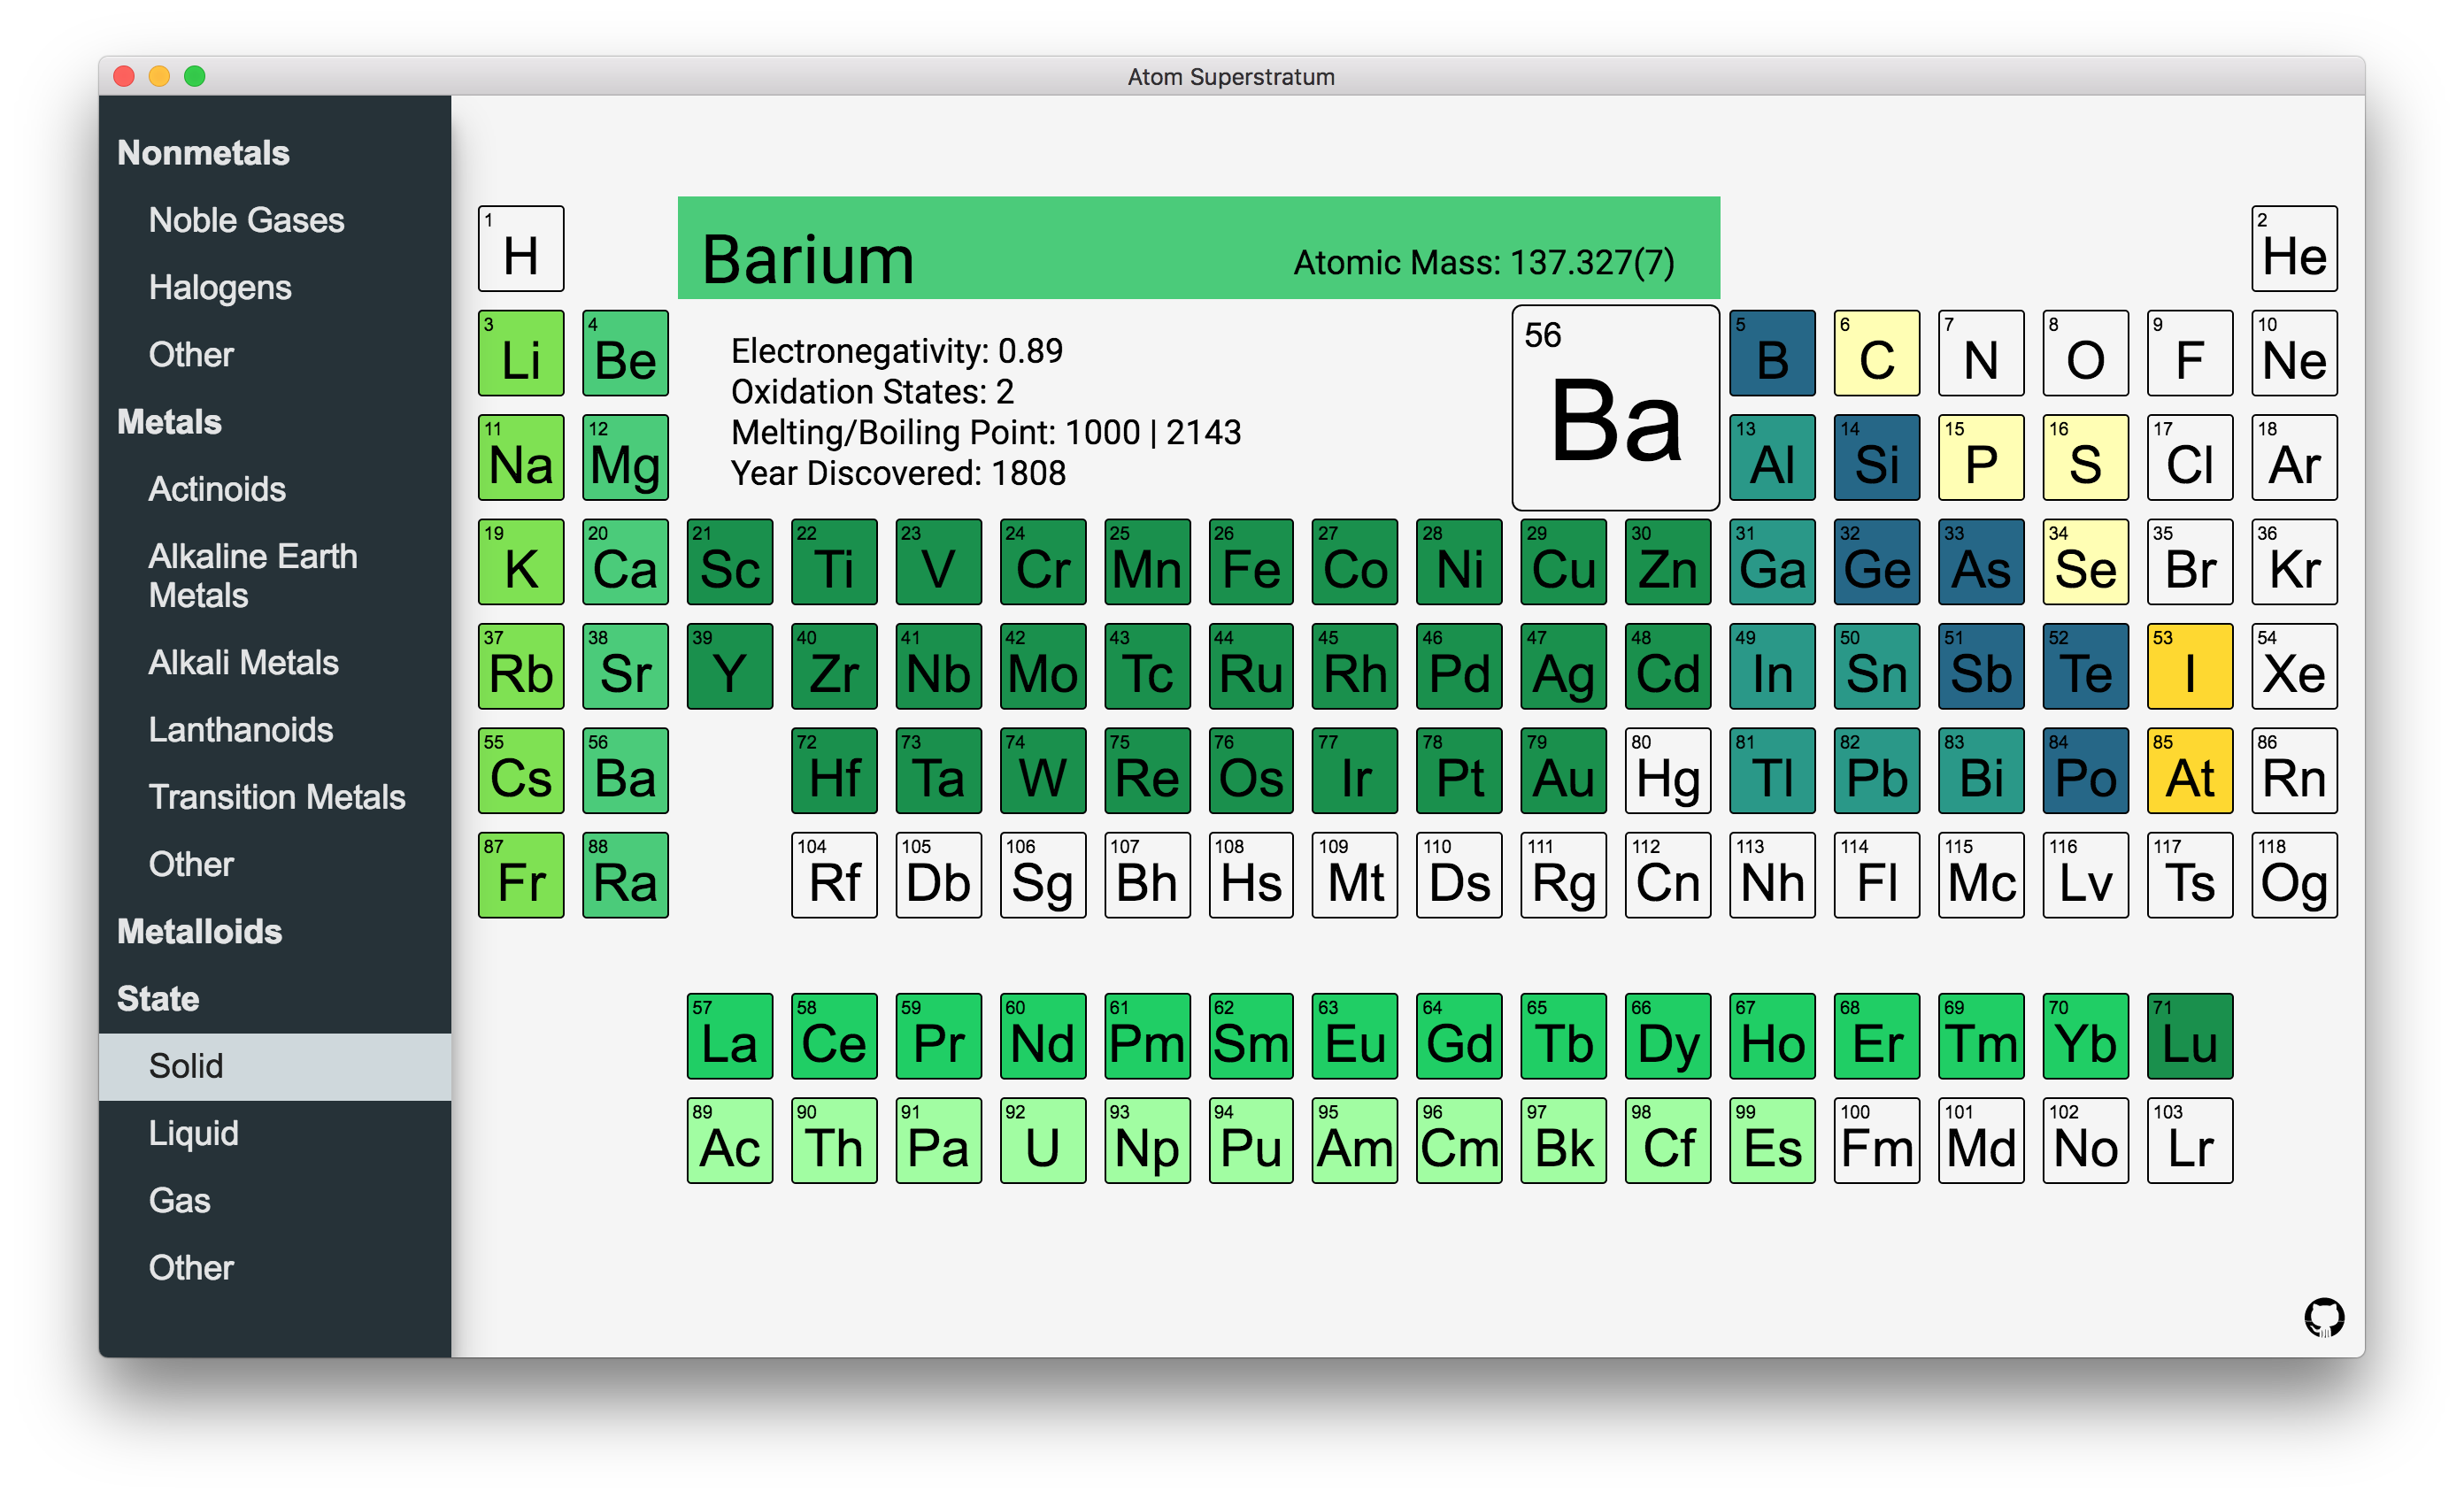 Atom Superstratum
Nonmetals
Noble Gases
Halogens
Other
Metals
Actinoids
Alkaline Earth
Metals
Alkali Metals
Lanthanoids
Transition Metals
Other
Metalloids
State
Solid
Liquid
Gas
Other
Barium Atomic Mass: 137.327(7)
Electronegativity: 0.89
Oxidation States: 2
Melting/Boiling Point: 1000 | 2143
Year Discovered: 1808
56
Ba
1 2
H He
3 4 5 6 7 8 9 10
Li Be B C N O F Ne
11 12 13 14 15 16 17 18
Na Mg Al Si P S Cl Ar
19 20 21 22 23 24 25 26 27 28 29 30 31 32 33 34 35 36
K Ca Sc Ti V Cr Mn Fe Co Ni Cu Zn Ga Ge As Se Br Kr
37 38 39 40 41 42 43 44 45 46 47 48 49 50 51 52 53 54
Rb Sr Y Zr Nb Mo Tc Ru Rh Pd Ag Cd In Sn Sb Te I Xe
55 56 72 73 74 75 76 77 78 79 80 81 82 83 84 85 86
Cs Ba Hf Ta W Re Os Ir Pt Au Hg Tl Pb Bi Po At Rn
87 88 104 105 106 107 108 109 110 111 112 113 114 115 116 117 118
Fr Ra Rf Db Sg Bh Hs Mt Ds Rg Cn Nh Fl Mc Lv Ts Og
57 58 59 60 61 62 63 64 65 66 67 68 69 70 71
La Ce Pr Nd Pm Sm Eu Gd Tb Dy Ho Er Tm Yb Lu
89 90 91 92 93 94 95 96 97 98 99 100 101 102 103
Ac Th Pa U Np Pu Am Cm Bk Cf Es Fm Md No Lr